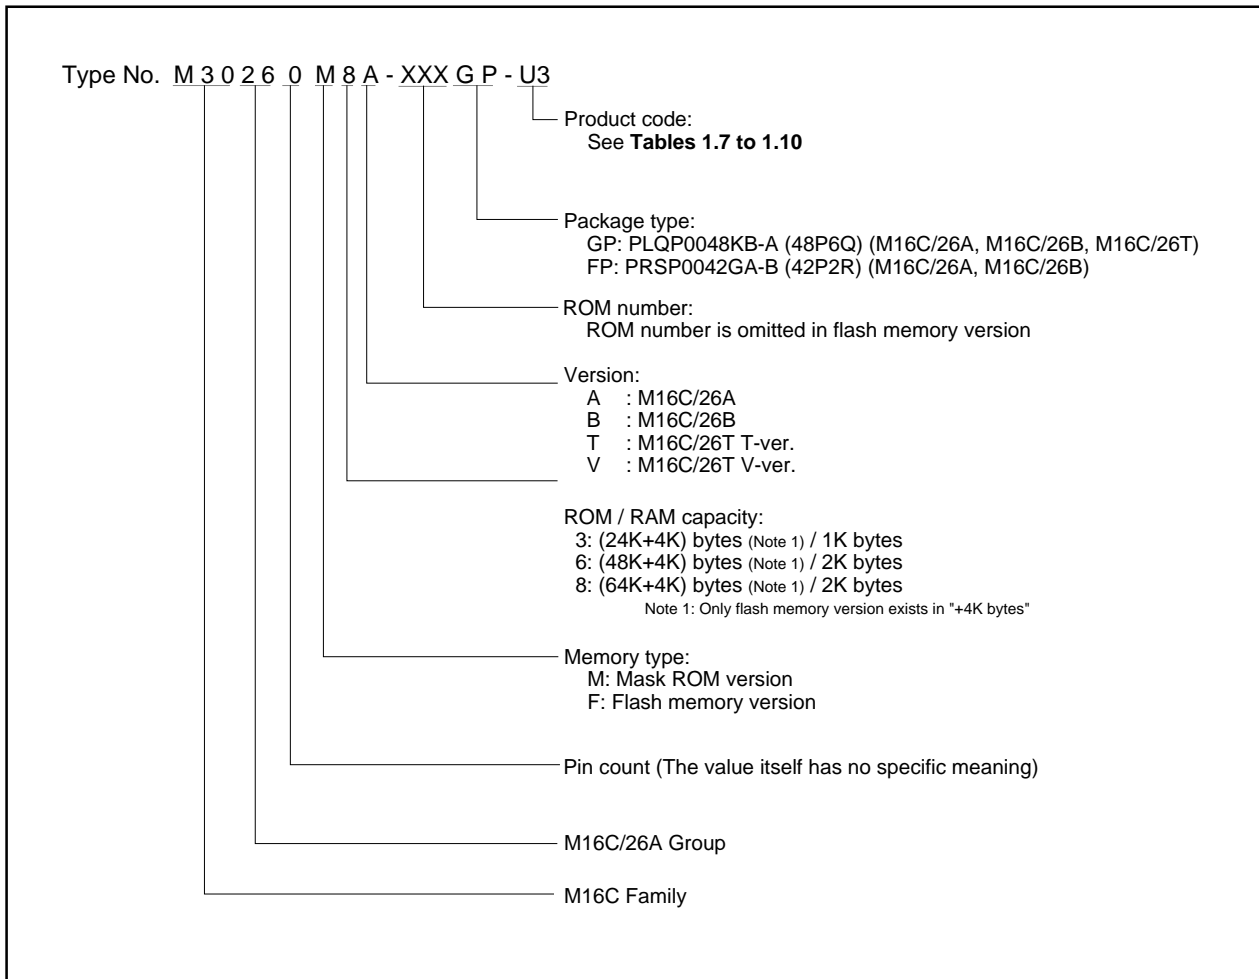 Type No. M 3 0 2 6 0 M 8 A - XXX G P - U3
Product code:
See Tables 1.7 to 1.10
Package type:
GP: PLQP0048KB-A (48P6Q) (M16C/26A, M16C/26B, M16C/26T)
FP: PRSP0042GA-B (42P2R) (M16C/26A, M16C/26B)
ROM number:
ROM number is omitted in flash memory version
Version:
A : M16C/26A
B : M16C/26B
T : M16C/26T T-ver.
V : M16C/26T V-ver.
ROM / RAM capacity:
3: (24K+4K) bytes (Note 1) / 1K bytes
6: (48K+4K) bytes (Note 1) / 2K bytes
8: (64K+4K) bytes (Note 1) / 2K bytes
Note 1: Only flash memory version exists in "+4K bytes"
Memory type:
M: Mask ROM version
F: Flash memory version
Pin count (The value itself has no specific meaning)
M16C/26A Group
M16C Family